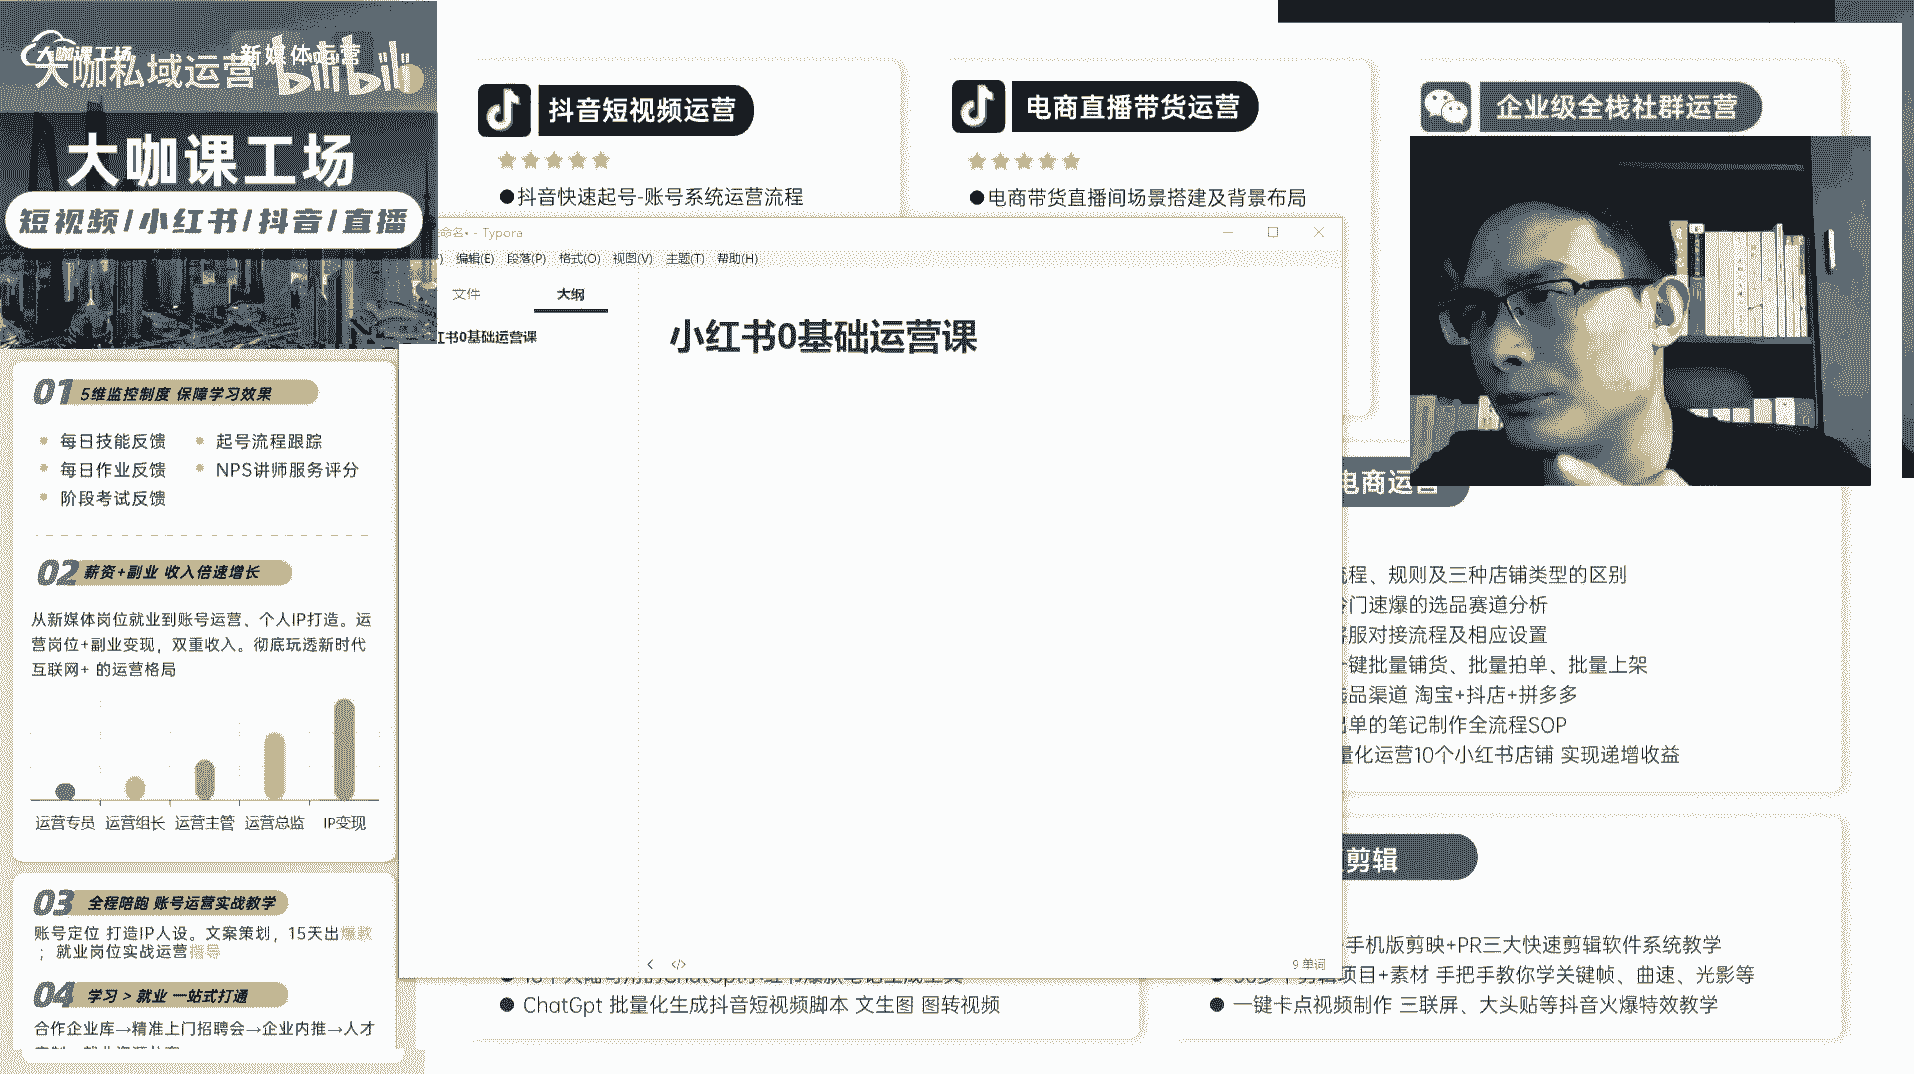 大咖课工场
新媒体运营
大咖私域运营 bilibili
大咖课工场
短视频/小红书/抖音/直播
01 5维监控制度 保障学习效果
每日技能反馈
起号流程跟踪
每日作业反馈
NPS讲师服务评分
阶段考试反馈
02 薪资+副业 收入倍速增长
从新媒体岗位就业到账号运营、个人IP打造。运
营岗位+副业变现，双重收入。彻底玩透新时代
互联网+ 的运营格局
运营专员 运营组长 运营主管 运营总监 IP变现
03 全程陪跑 账号运营实战教学
账号定位 打造IP人设。文案策划，15天出爆款
；就业岗位实战运营指导
04 学习 > 就业 一站式打通
合作企业库→精准上门招聘会→企业内推→人才
抖音短视频运营
●抖音快速起号-账号系统运营流程
电商直播带货运营
●电商带货直播间场景搭建及背景布局
企业级全栈社群运营
命名• - Typora
) 编辑(E) 段落(P) 格式(O) 视图(V) 主题(T) 帮助(H)
文件 大纲
红书0基础运营课
小红书0基础运营课
</>
9 单词
电商运营
流程、规则及三种店铺类型的区别
冷门速爆的选品赛道分析
客服对接流程及相应设置
一键批量铺货、批量拍单、批量上架
选品渠道 淘宝+抖店+拼多多
出单的笔记制作全流程SOP
量化运营10个小红书店铺 实现递增收益
剪辑
手机版剪映+PR三大快速剪辑软件系统教学
项目+素材 手把手教你学关键帧、曲速、光影等
●一键卡点视频制作 三联屏、大头贴等抖音火爆特效教学
●ChatGpt 批量化生成抖音短视频脚本 文生图 图转视频